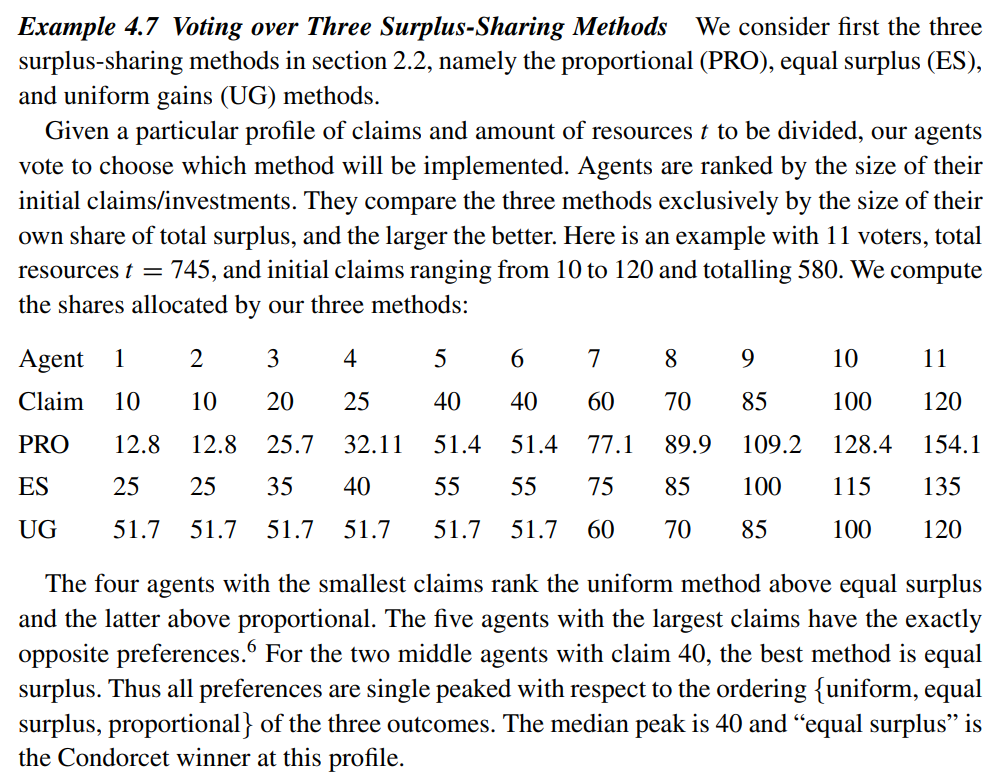 Example 4.7 Voting over Three Surplus-Sharing Methods We consider first the three
surplus-sharing methods in section 2.2, namely the proportional (PRO), equal surplus (ES),
and uniform gains (UG) methods.
Given a particular profile of claims and amount of resources t to be divided, our agents
vote to choose which method will be implemented. Agents are ranked by the size of their
initial claims/investments. They compare the three methods exclusively by the size of their
own share of total surplus, and the larger the better. Here is an example with 11 voters, total
resources t = 745, and initial claims ranging from 10 to 120 and totalling 580. We compute
the shares allocated by our three methods:
Agent 1 2 3 4 5 6 7 8 9 10 11
Claim 10 10 20 25 40 40 60 70 85 100 120
PRO 12.8 12.8 25.7 32.11 51.4 51.4 77.1 89.9 109.2 128.4 154.1
ES 25 25 35 40 55 55 75 85 100 115 135
UG 51.7 51.7 51.7 51.7 51.7 51.7 60 70 85 100 120
The four agents with the smallest claims rank the uniform method above equal surplus
and the latter above proportional. The five agents with the largest claims have the exactly
opposite preferences.6 For the two middle agents with claim 40, the best method is equal
surplus. Thus all preferences are single peaked with respect to the ordering {uniform, equal
surplus, proportional} of the three outcomes. The median peak is 40 and “equal surplus” is
the Condorcet winner at this profile.